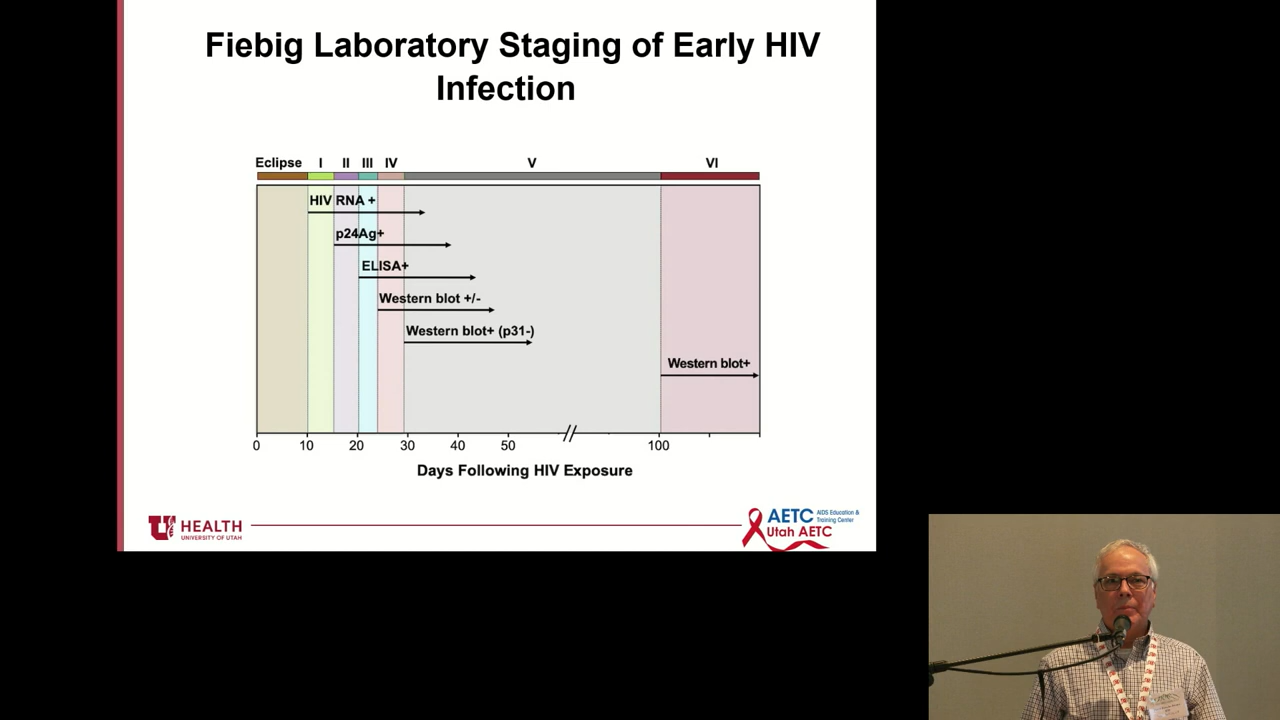 Fiebig Laboratory Staging of Early HIV
Infection
Eclipse I II III IV V VI
HIV RNA +
p24Ag+
ELISA+
Western blot +/-
Western blot+ (p31-)
Western blot+
0 10 20 30 40 50 100
Days Following HIV Exposure
U HEALTH
UNIVERSITY OF UTAH
AETC AIDS Education &
Training Center
Utah AETC